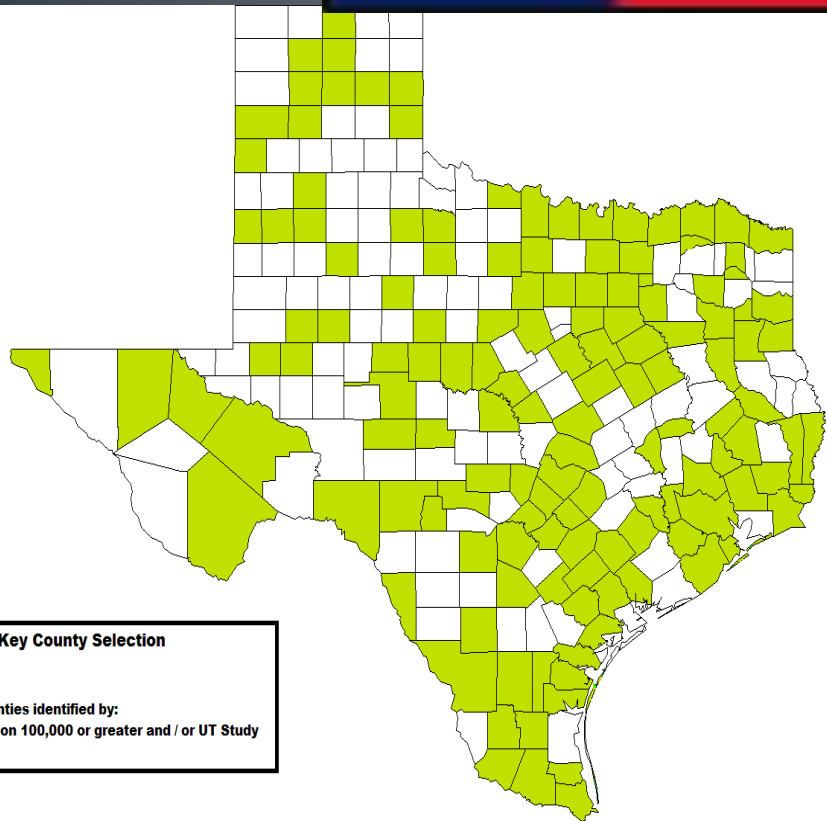 Key County Selection
nties identified by:
on 100,000 or greater and / or UT Study